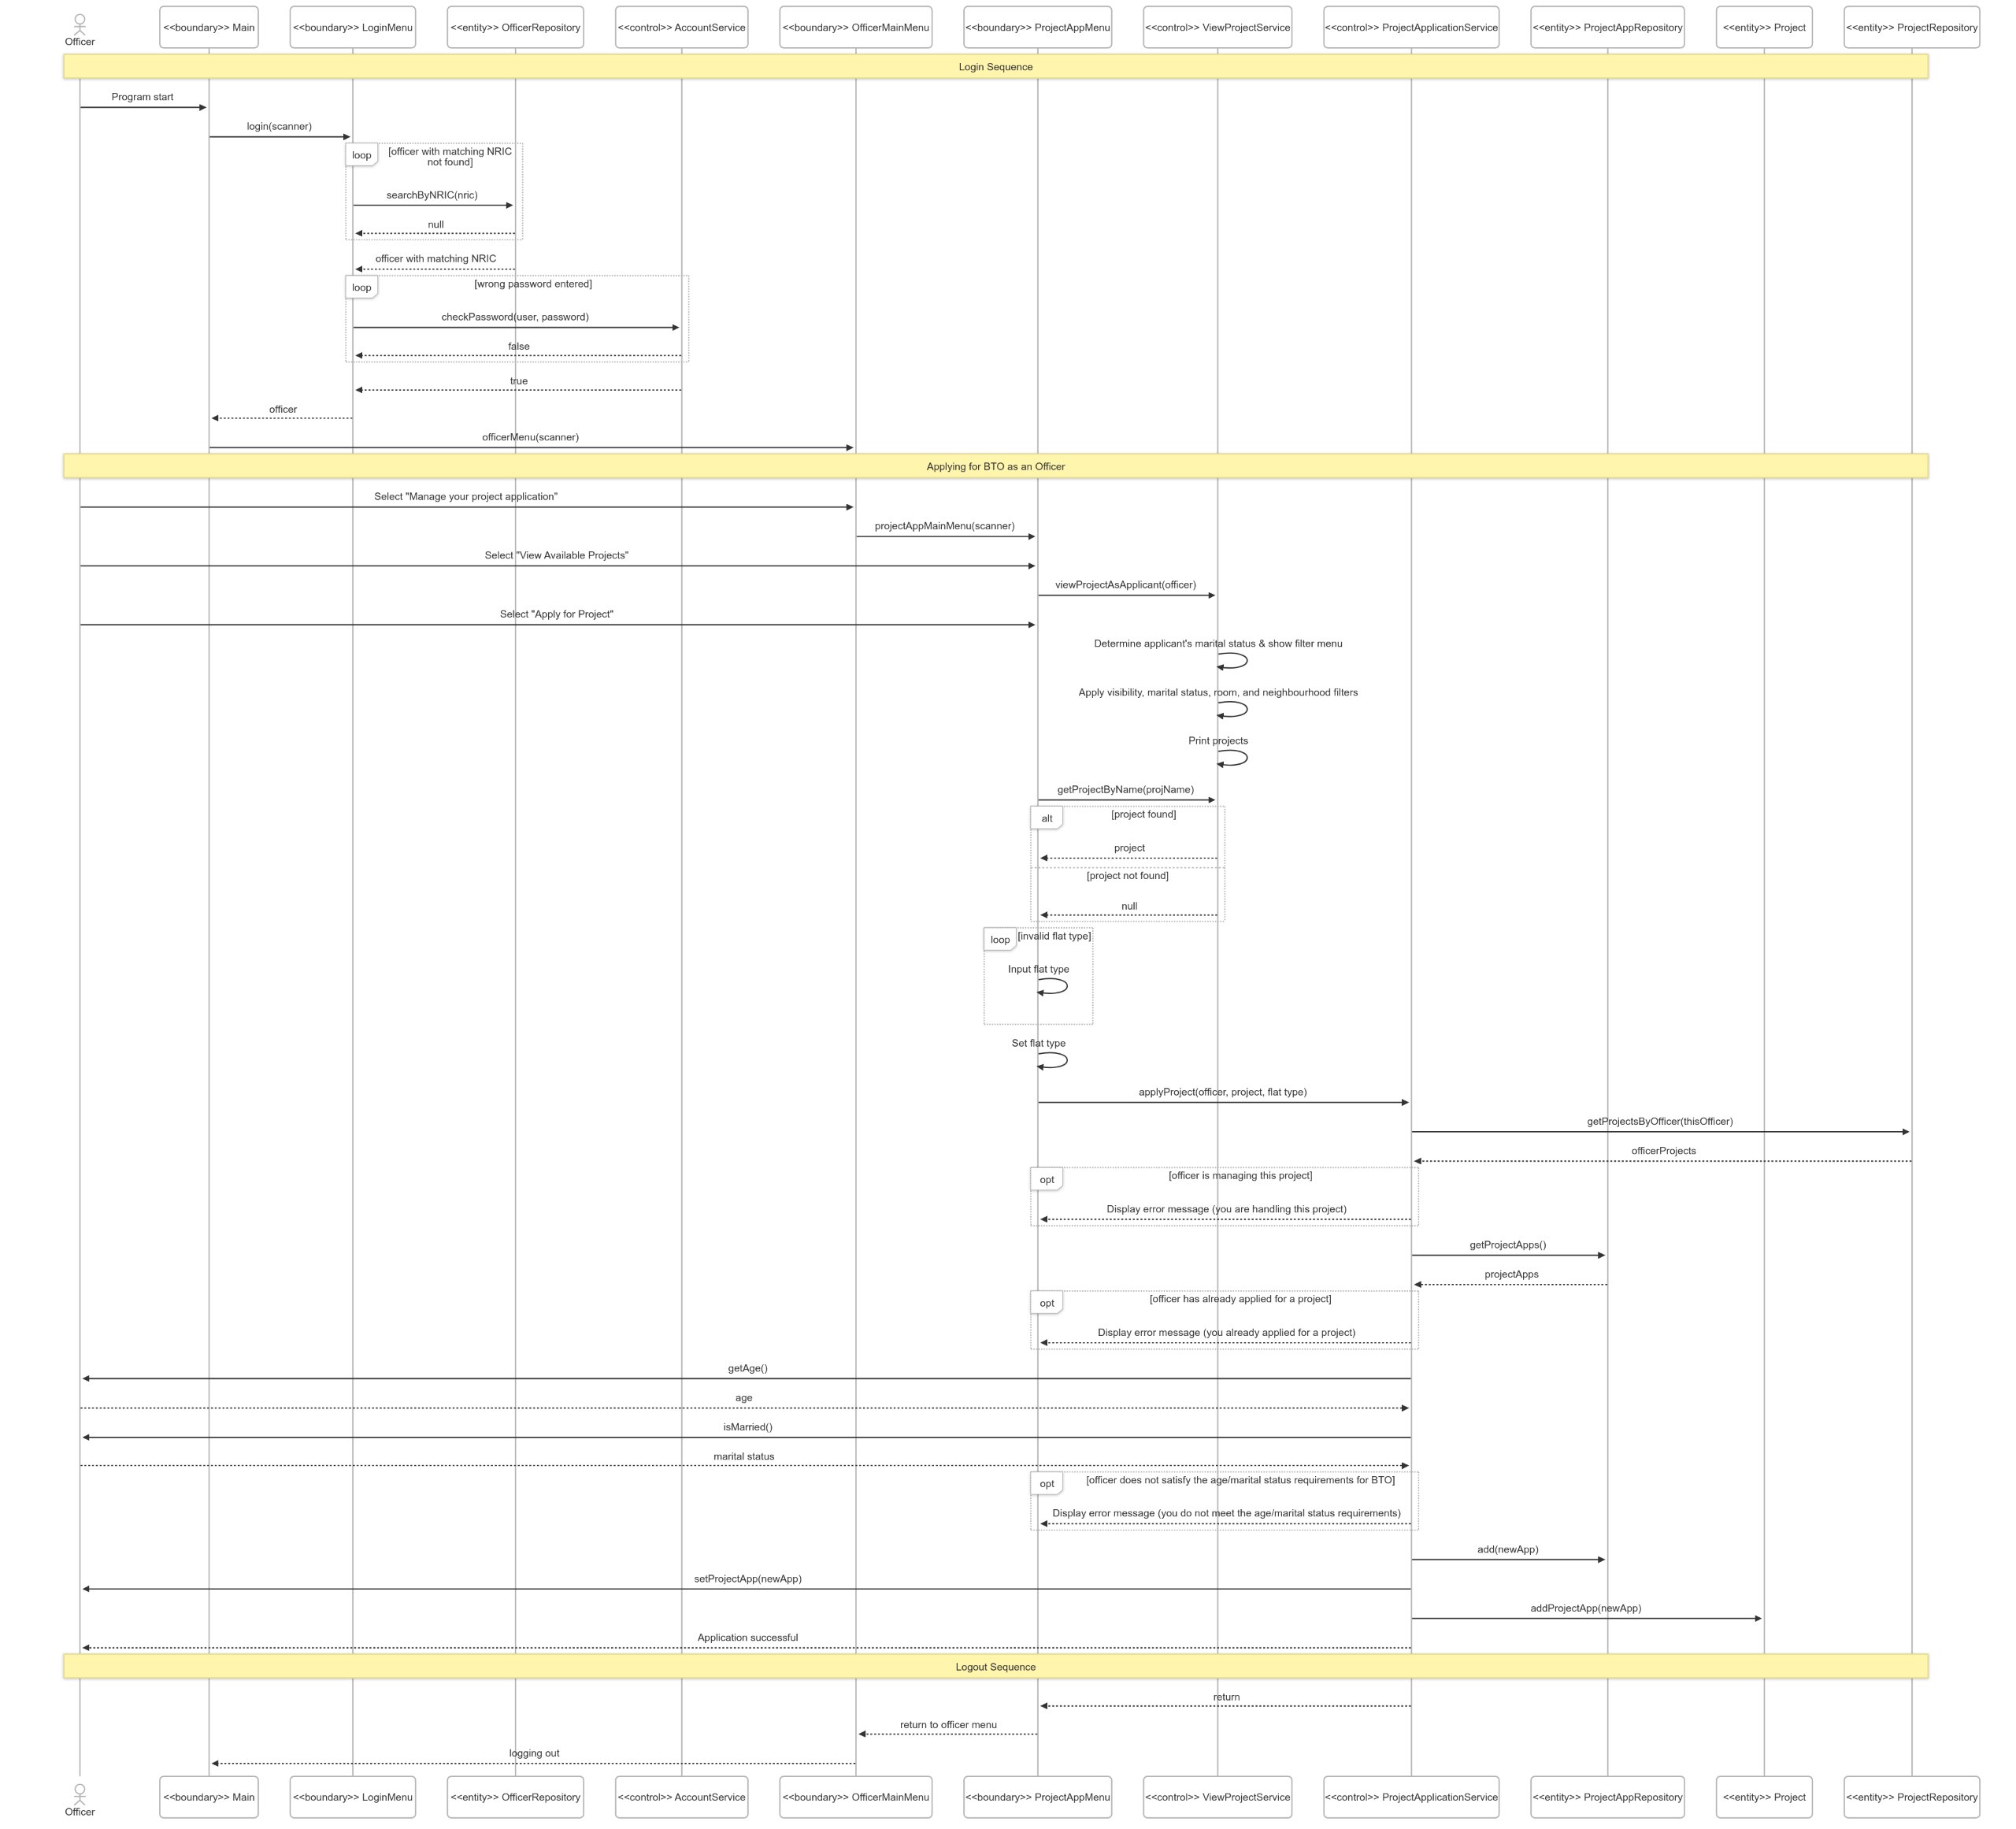 Officer
<<boundary>> Main
<<boundary>> LoginMenu
<<entity>> OfficerRepository
<<control>> AccountService
<<boundary>> OfficerMainMenu
<<boundary>> ProjectAppMenu
<<control>> ViewProjectService
<<control>> ProjectApplicationService
<<entity>> ProjectAppRepository
<<entity>> Project
<<entity>> ProjectRepository
Login Sequence
Program start
login(scanner)
loop
[officer with matching NRIC
not found]
searchByNRIC(nric)
null
officer with matching NRIC
loop
[wrong password entered]
checkPassword(user, password)
false
true
officer
officerMenu(scanner)
Applying for BTO as an Officer
Select "Manage your project application"
projectAppMainMenu(scanner)
Select "View Available Projects"
viewProjectAsApplicant(officer)
Select "Apply for Project"
Determine applicant's marital status & show filter menu
Apply visibility, marital status, room, and neighbourhood filters
Print projects
getProjectByName(projName)
alt
[project found]
project
[project not found]
null
loop
[invalid flat type]
Input flat type
Set flat type
applyProject(officer, project, flat type)
getProjectsByOfficer(thisOfficer)
officerProjects
opt
[officer is managing this project]
Display error message (you are handling this project)
getProjectApps()
projectApps
opt
[officer has already applied for a project]
Display error message (you already applied for a project)
getAge()
age
isMarried()
marital status
opt
[officer does not satisfy the age/marital status requirements for BTO]
Display error message (you do not meet the age/marital status requirements)
add(newApp)
setProjectApp(newApp)
addProjectApp(newApp)
Application successful
Logout Sequence
return
return to officer menu
logging out
Officer
<<boundary>> Main
<<boundary>> LoginMenu
<<entity>> OfficerRepository
<<control>> AccountService
<<boundary>> OfficerMainMenu
<<boundary>> ProjectAppMenu
<<control>> ViewProjectService
<<control>> ProjectApplicationService
<<entity>> ProjectAppRepository
<<entity>> Project
<<entity>> ProjectRepository